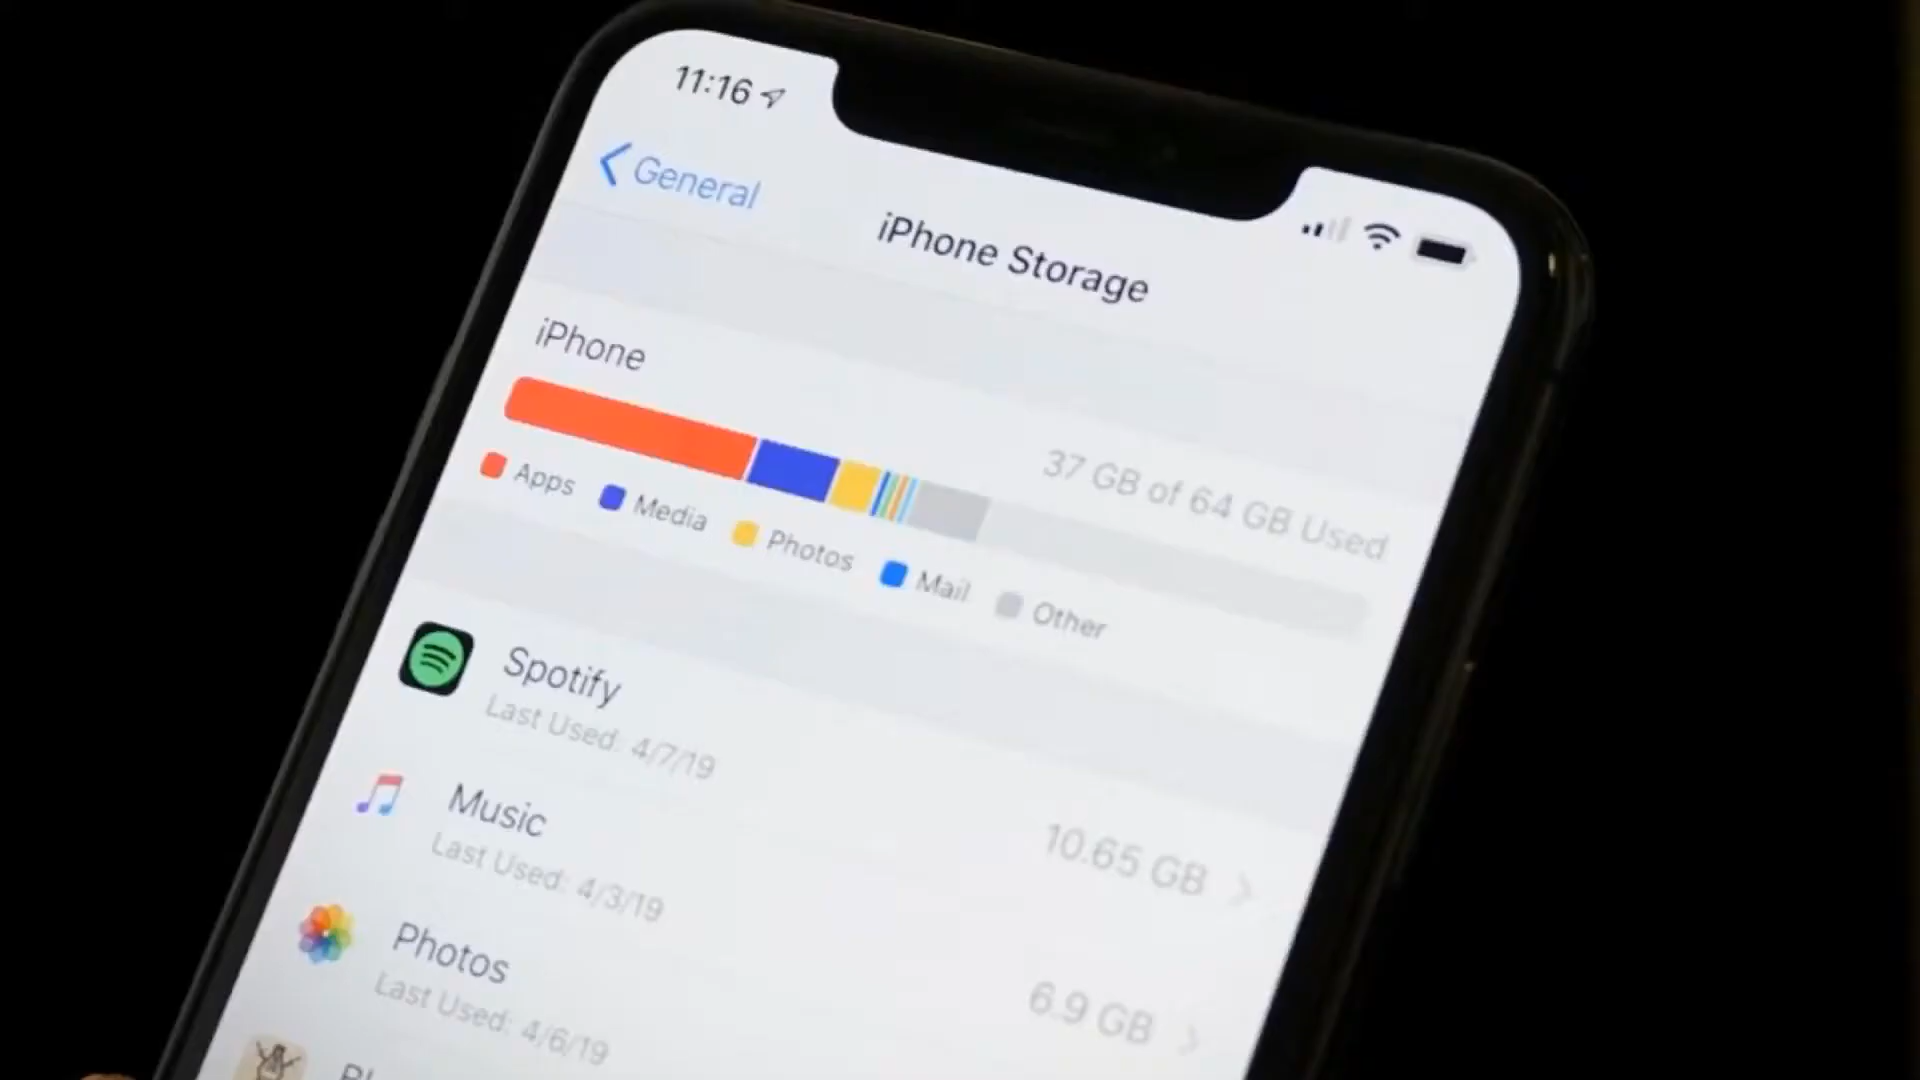 11:16
General
iPhone Storage
iPhone
37 GB of 64 GB Used
Apps Media Photos Mail Other
Spotify
Last Used: 4/7/19
10.65 GB
Music
Last Used: 4/3/19
6.9 GB
Photos
Last Used: 4/6/19